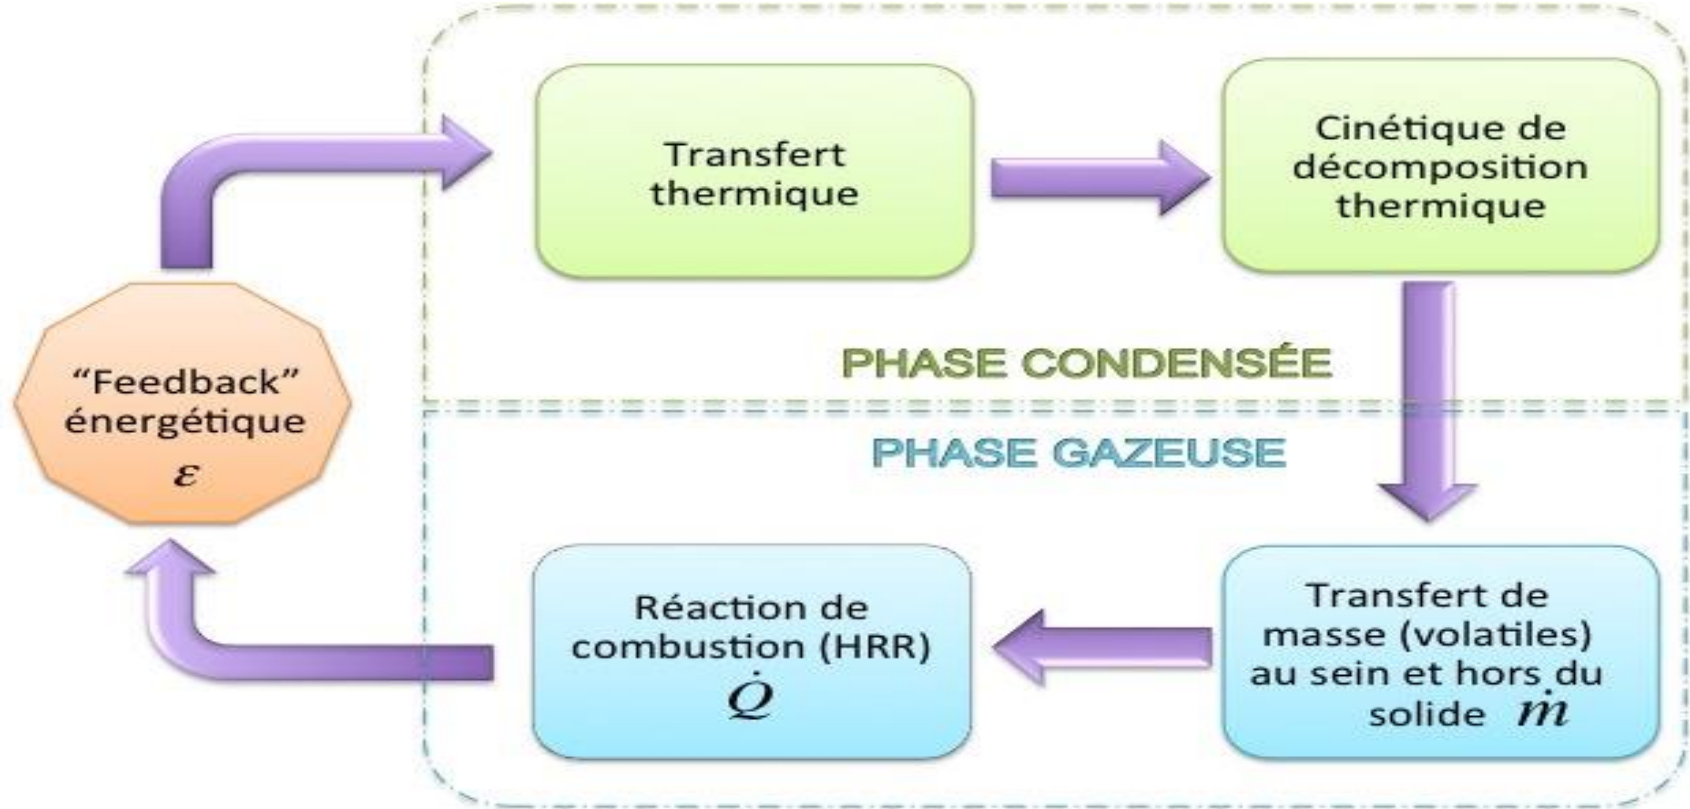 Transfert
thermique
Cinétique de
décomposition
thermique
PHASE CONDENSÉE
“Feedback”
énergétique
ε
PHASE GAZEUSE
Réaction de
combustion (HRR)
Q̇
Transfert de
masse (volatiles)
au sein et hors du
solide ṁ